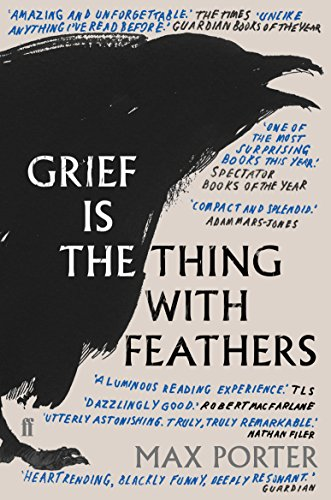 'AMAZING AND UNFORGETTABLE.' THE TIMES 'UNLIKE
ANYTHING I'VE READ BEFORE.' GUARDIAN BOOKS OF THE YEAR
'ONE OF
THE MOST
SURPRISING
BOOKS THIS YEAR.'
SPECTATOR
BOOKS OF THE YEAR
'COMPACT AND SPLENDID.'
ADAM MARS-JONES
GRIEF
IS
THE THING
WITH
FEATHERS
'A LUMINOUS READING EXPERIENCE.' TLS
'DAZZLINGLY GOOD.' ROBERT MACFARLANE
'UTTERLY ASTONISHING. TRULY, TRULY REMARKABLE.'
NATHAN FILER
ff
MAX PORTER
'HEARTRENDING, BLACKLY FUNNY, DEEPLY RESONANT.'
GUARDIAN